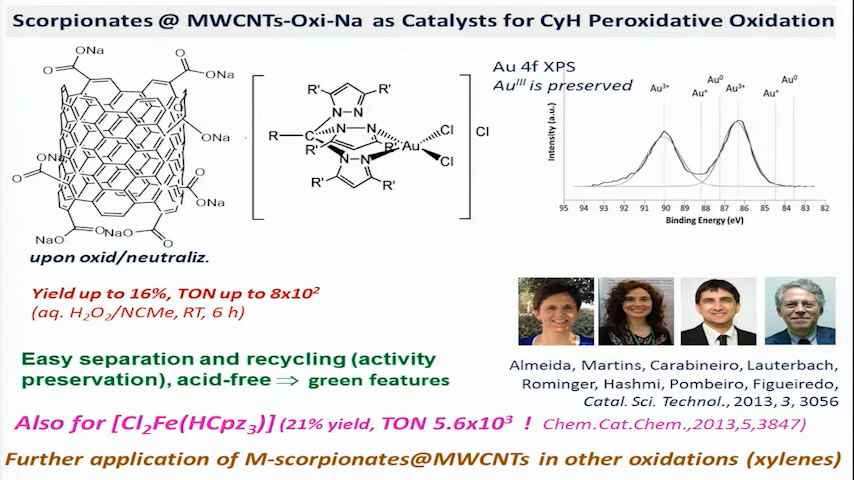 Scorpionates @ MWCNTs-Oxi-Na as Catalysts for CyH Peroxidative Oxidation
ONa
O
O
ONa
ONa
ONa
O
O
ONa
NaO
O
NaO
O
upon oxid/neutraliz.
R'
R'
N
N
R
C
N
N
R'
R'
N
N
R'
R'
Au
Cl
Cl
Cl
Au 4f XPS
Au^III is preserved
Au³⁺
Au⁺
Au⁰
Au³⁺
Au⁺
Au⁰
Intensity (a.u.)
95 94 93 92 91 90 89 88 87 86 85 84 83 82
Binding Energy (eV)
Yield up to 16%, TON up to 8x10²
(aq. H₂O₂/NCMe, RT, 6 h)
Easy separation and recycling (activity
preservation), acid-free ⇒ green features
Almeida, Martins, Carabineiro, Lauterbach,
Rominger, Hashmi, Pombeiro, Figueiredo,
Catal. Sci. Technol., 2013, 3, 3056
Also for [Cl₂Fe(HCpz₃)] (21% yield, TON 5.6x10³ ! Chem.Cat.Chem.,2013,5,3847)
Further application of M-scorpionates@MWCNTs in other oxidations (xylenes)